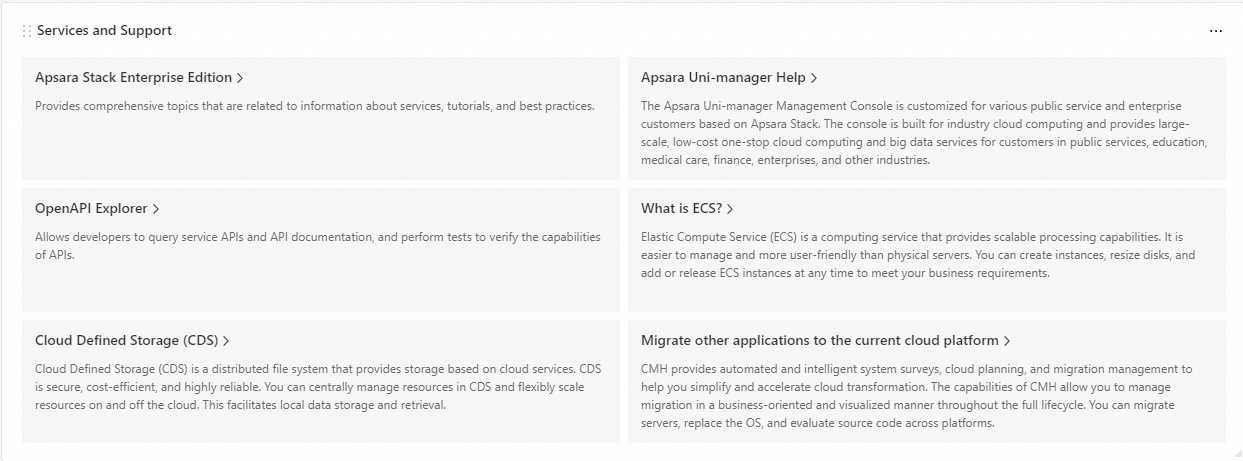 Services and Support
Apsara Stack Enterprise Edition
Provides comprehensive topics that are related to information about services, tutorials, and best practices.
Apsara Uni-manager Help
The Apsara Uni-manager Management Console is customized for various public service and enterprise
customers based on Apsara Stack. The console is built for industry cloud computing and provides large-
scale, low-cost one-stop cloud computing and big data services for customers in public services, education,
medical care, finance, enterprises, and other industries.
OpenAPI Explorer
Allows developers to query service APIs and API documentation, and perform tests to verify the capabilities
of APIs.
What is ECS?
Elastic Compute Service (ECS) is a computing service that provides scalable processing capabilities. It is
easier to manage and more user-friendly than physical servers. You can create instances, resize disks, and
add or release ECS instances at any time to meet your business requirements.
Cloud Defined Storage (CDS)
Cloud Defined Storage (CDS) is a distributed file system that provides storage based on cloud services. CDS
is secure, cost-efficient, and highly reliable. You can centrally manage resources in CDS and flexibly scale
resources on and off the cloud. This facilitates local data storage and retrieval.
Migrate other applications to the current cloud platform
CMH provides automated and intelligent system surveys, cloud planning, and migration management to
help you simplify and accelerate cloud transformation. The capabilities of CMH allow you to manage
migration in a business-oriented and visualized manner throughout the full lifecycle. You can migrate
servers, replace the OS, and evaluate source code across platforms.